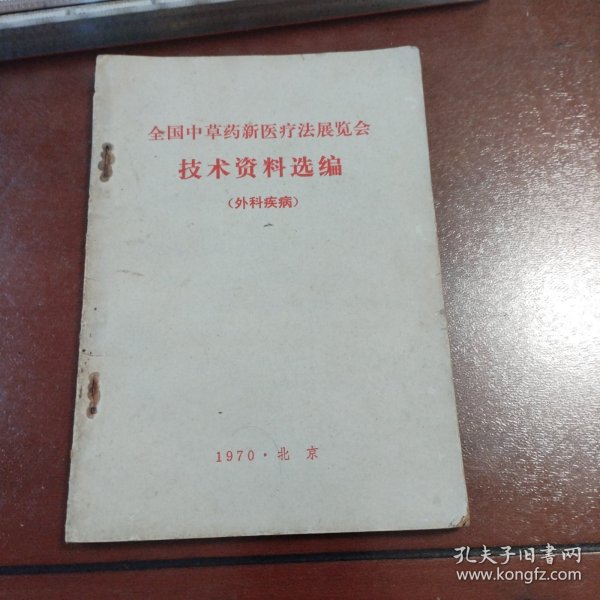 全国中草药新医疗法展览会
技术资料选编
（外科疾病）
1970·北京
孔夫子旧书网
www.kongfz.com